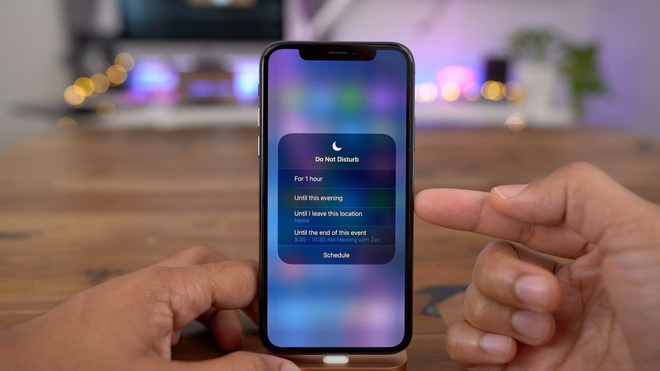 Do Not Disturb
For 1 hour
Until this evening
Until I leave this location
Home
Until the end of this event
9:30 - 10:30 AM Meeting with Zac
Schedule